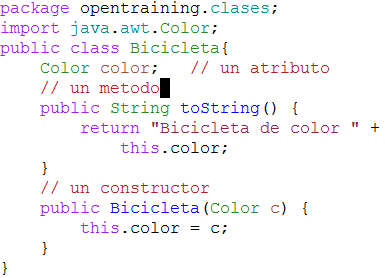 package opentraining.clases;
import java.awt.Color;
public class Bicicleta{
    Color color;   // un atributo
    // un metodo
    public String toString() {
        return "Bicicleta de color " +
            this.color;
    }
    // un constructor
    public Bicicleta(Color c) {
        this.color = c;
    }
}